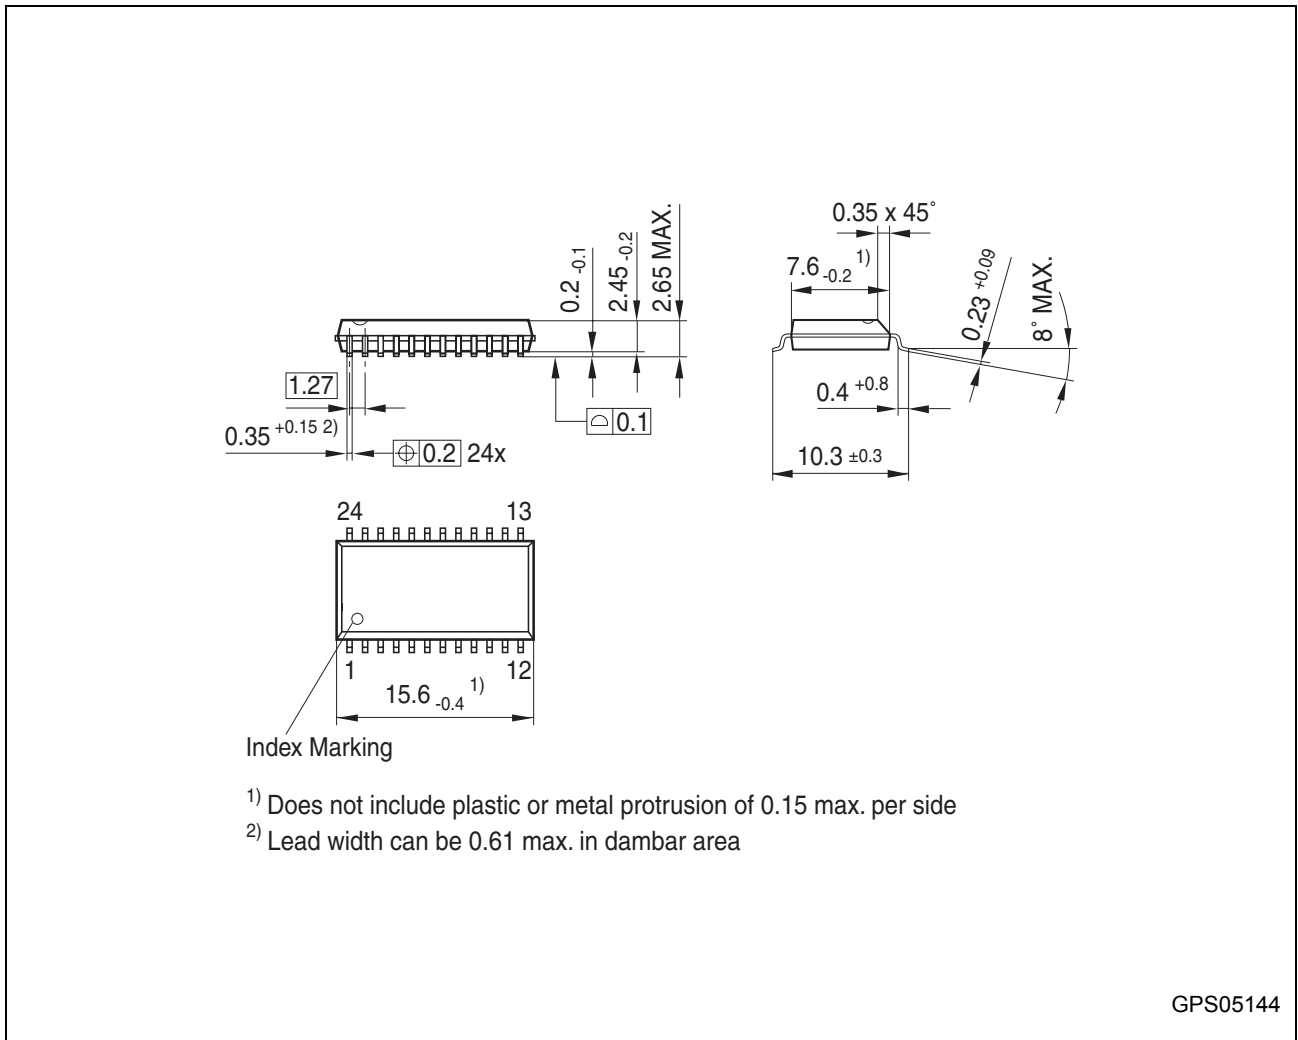 0.35 x 45°
7.6 -0.2 1)
0.2 -0.1
2.45 -0.2
2.65 MAX.
0.23 +0.09
8° MAX.
1.27
0.35 +0.15 2)
0.2 24x
0.1
0.4 +0.8
10.3 ±0.3
24 13
1 12
15.6 -0.4 1)
Index Marking
1) Does not include plastic or metal protrusion of 0.15 max. per side
2) Lead width can be 0.61 max. in dambar area
GPS05144